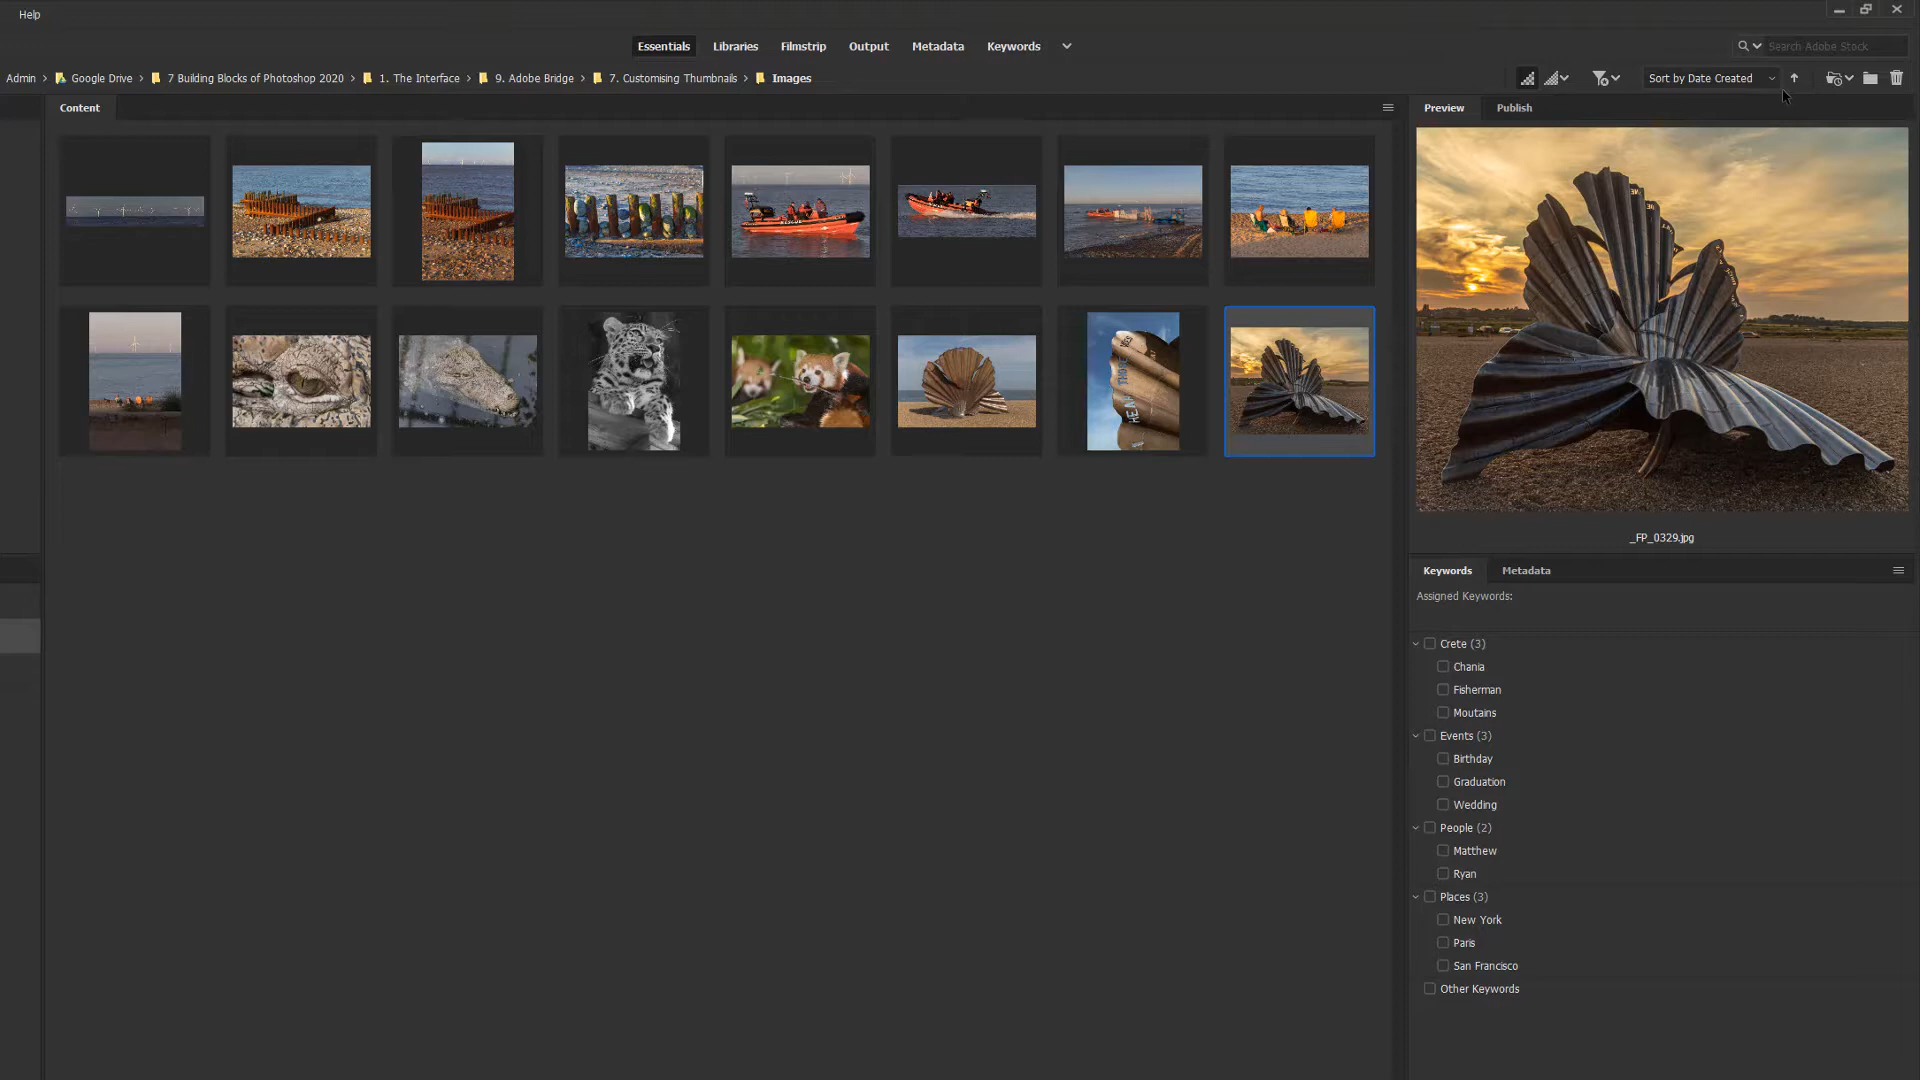 Help
Essentials Libraries Filmstrip Output Metadata Keywords
Search Adobe Stock
Admin Google Drive 7 Building Blocks of Photoshop 2020 1. The Interface 9. Adobe Bridge 7. Customising Thumbnails Images
Sort by Date Created
Content
Preview Publish
_FP_0329.jpg
Keywords Metadata
Assigned Keywords:
Crete (3)
Chania
Fisherman
Moutains
Events (3)
Birthday
Graduation
Wedding
People (2)
Matthew
Ryan
Places (3)
New York
Paris
San Francisco
Other Keywords